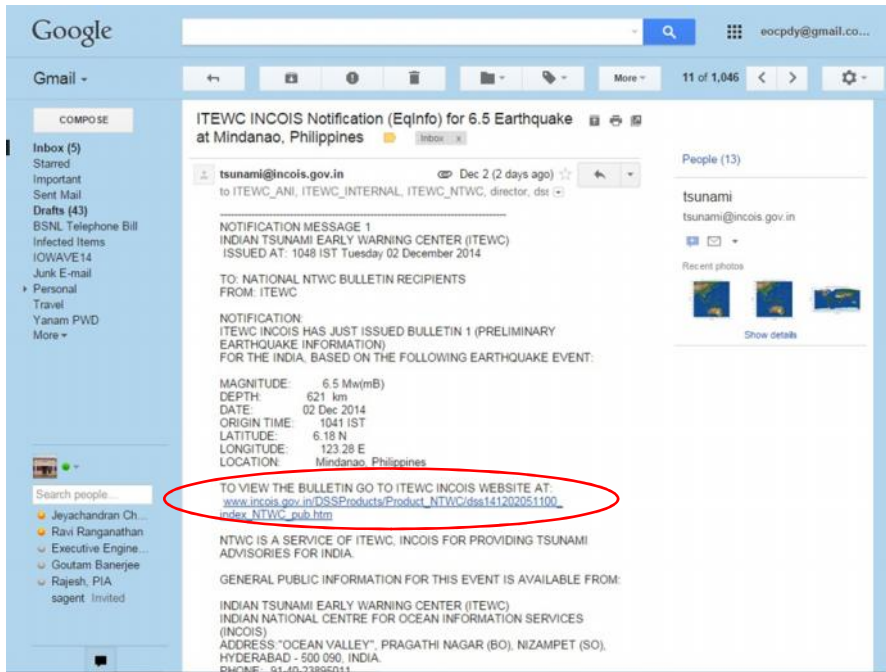 Google
eocpdy@gmail.co...
Gmail
More
11 of 1,046
COMPOSE
Inbox (5)
Starred
Important
Sent Mail
Drafts (43)
BSNL Telephone Bill
Infected Items
IOWAVE14
Junk E-mail
Personal
Travel
Yanam PWD
More
Search people...
Jeyachandran Ch...
Ravi Ranganathan
Executive Engine...
Goutam Banerjee
Rajesh, PIA
sagent Invited
ITEWC INCOIS Notification (EqInfo) for 6.5 Earthquake
at Mindanao, Philippines
Inbox x
tsunami@incois.gov.in
Dec 2 (2 days ago)
to ITEWC_ANI, ITEWC_INTERNAL, ITEWC_NTWC, director, dss
NOTIFICATION MESSAGE 1
INDIAN TSUNAMI EARLY WARNING CENTER (ITEWC)
ISSUED AT: 1048 IST Tuesday 02 December 2014
TO: NATIONAL NTWC BULLETIN RECIPIENTS
FROM: ITEWC
NOTIFICATION:
ITEWC INCOIS HAS JUST ISSUED BULLETIN 1 (PRELIMINARY
EARTHQUAKE INFORMATION)
FOR THE INDIA, BASED ON THE FOLLOWING EARTHQUAKE EVENT:
MAGNITUDE: 6.5 Mw(mB)
DEPTH: 621 km
DATE: 02 Dec 2014
ORIGIN TIME: 1041 IST
LATITUDE: 6.18 N
LONGITUDE: 123.28 E
LOCATION: Mindanao, Philippines
TO VIEW THE BULLETIN GO TO ITEWC INCOIS WEBSITE AT:
www.incois.gov.in/DSSProducts/Product_NTWC/dss141202051100_
index_NTWC_pub.htm
NTWC IS A SERVICE OF ITEWC, INCOIS FOR PROVIDING TSUNAMI
ADVISORIES FOR INDIA.
GENERAL PUBLIC INFORMATION FOR THIS EVENT IS AVAILABLE FROM:
INDIAN TSUNAMI EARLY WARNING CENTER (ITEWC)
INDIAN NATIONAL CENTRE FOR OCEAN INFORMATION SERVICES
(INCOIS)
ADDRESS:"OCEAN VALLEY", PRAGATHI NAGAR (BO), NIZAMPET (SO),
HYDERABAD - 500 090, INDIA.
PHONE: 91-40-23895011
People (13)
tsunami
tsunami@incois.gov.in
Recent photos
Show details